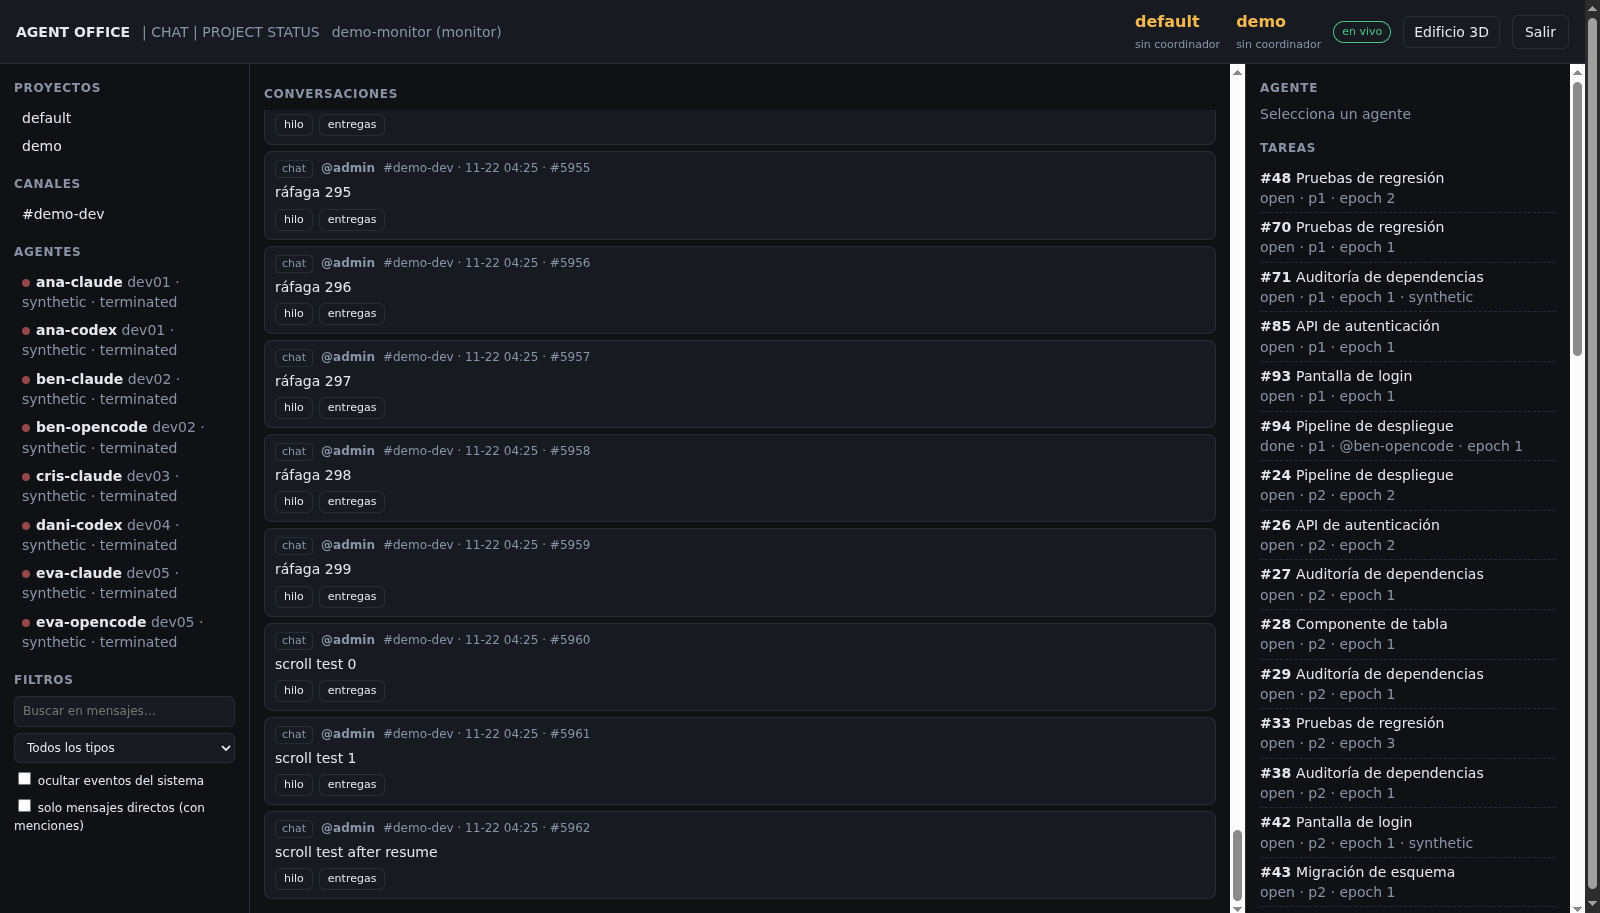 AGENT OFFICE | CHAT | PROJECT STATUS demo-monitor (monitor)
default
sin coordinador
demo
sin coordinador
en vivo
Edificio 3D
Salir
PROYECTOS
default
demo
CANALES
#demo-dev
AGENTES
ana-claude dev01 ·
synthetic · terminated
ana-codex dev01 ·
synthetic · terminated
ben-claude dev02 ·
synthetic · terminated
ben-opencode dev02 ·
synthetic · terminated
cris-claude dev03 ·
synthetic · terminated
dani-codex dev04 ·
synthetic · terminated
eva-claude dev05 ·
synthetic · terminated
eva-opencode dev05 ·
synthetic · terminated
FILTROS
Buscar en mensajes...
Todos los tipos
ocultar eventos del sistema
solo mensajes directos (con
menciones)
CONVERSACIONES
hilo entregas
chat @admin #demo-dev · 11-22 04:25 · #5955
ráfaga 295
hilo entregas
chat @admin #demo-dev · 11-22 04:25 · #5956
ráfaga 296
hilo entregas
chat @admin #demo-dev · 11-22 04:25 · #5957
ráfaga 297
hilo entregas
chat @admin #demo-dev · 11-22 04:25 · #5958
ráfaga 298
hilo entregas
chat @admin #demo-dev · 11-22 04:25 · #5959
ráfaga 299
hilo entregas
chat @admin #demo-dev · 11-22 04:25 · #5960
scroll test 0
hilo entregas
chat @admin #demo-dev · 11-22 04:25 · #5961
scroll test 1
hilo entregas
chat @admin #demo-dev · 11-22 04:25 · #5962
scroll test after resume
hilo entregas
AGENTE
Selecciona un agente
TAREAS
#48 Pruebas de regresión
open · p1 · epoch 2
#70 Pruebas de regresión
open · p1 · epoch 1
#71 Auditoría de dependencias
open · p1 · epoch 1 · synthetic
#85 API de autenticación
open · p1 · epoch 1
#93 Pantalla de login
open · p1 · epoch 1
#94 Pipeline de despliegue
done · p1 · @ben-opencode · epoch 1
#24 Pipeline de despliegue
open · p2 · epoch 2
#26 API de autenticación
open · p2 · epoch 2
#27 Auditoría de dependencias
open · p2 · epoch 1
#28 Componente de tabla
open · p2 · epoch 1
#29 Auditoría de dependencias
open · p2 · epoch 1
#33 Pruebas de regresión
open · p2 · epoch 3
#38 Auditoría de dependencias
open · p2 · epoch 1
#42 Pantalla de login
open · p2 · epoch 1 · synthetic
#43 Migración de esquema
open · p2 · epoch 1